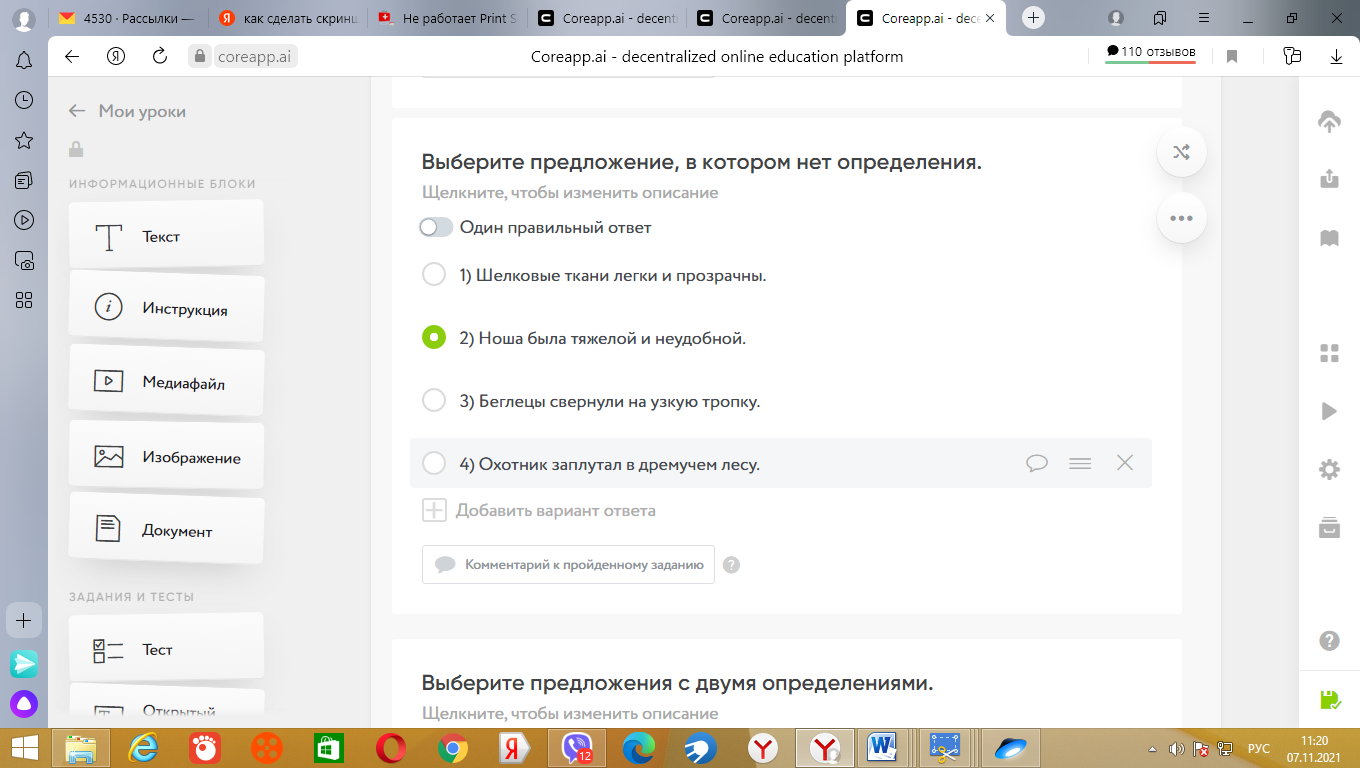 4530 · Рассылки —
как сделать скринш
Не работает Print S
Coreapp.ai - decentr
Coreapp.ai - decentr
Coreapp.ai - dece
coreapp.ai
Coreapp.ai - decentralized online education platform
110 отзывов
Мои уроки
ИНФОРМАЦИОННЫЕ БЛОКИ
Текст
Инструкция
Медиафайл
Изображение
Документ
ЗАДАНИЯ И ТЕСТЫ
Тест
Открытый
Выберите предложение, в котором нет определения.
Щелкните, чтобы изменить описание
Один правильный ответ
1) Шелковые ткани легки и прозрачны.
2) Ноша была тяжелой и неудобной.
3) Беглецы свернули на узкую тропку.
4) Охотник заплутал в дремучем лесу.
Добавить вариант ответа
Комментарий к пройденному заданию
?
Выберите предложения с двумя определениями.
Щелкните, чтобы изменить описание
12
РУС
11:20
07.11.2021